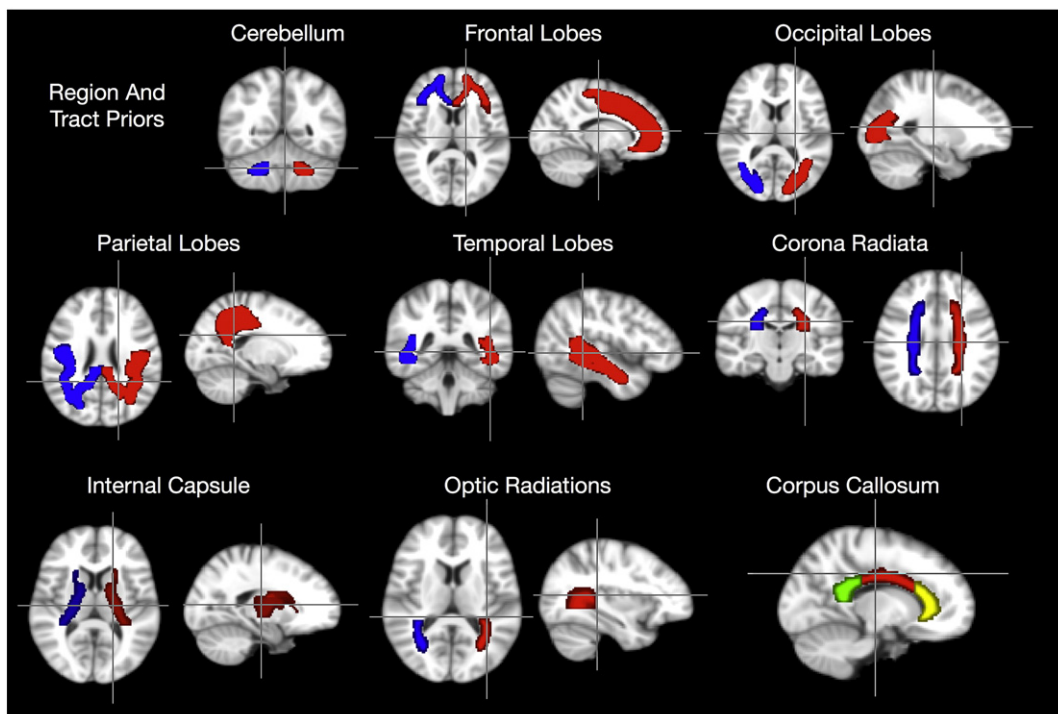 Region And
Tract Priors
Cerebellum
Frontal Lobes
Occipital Lobes
Parietal Lobes
Temporal Lobes
Corona Radiata
Internal Capsule
Optic Radiations
Corpus Callosum